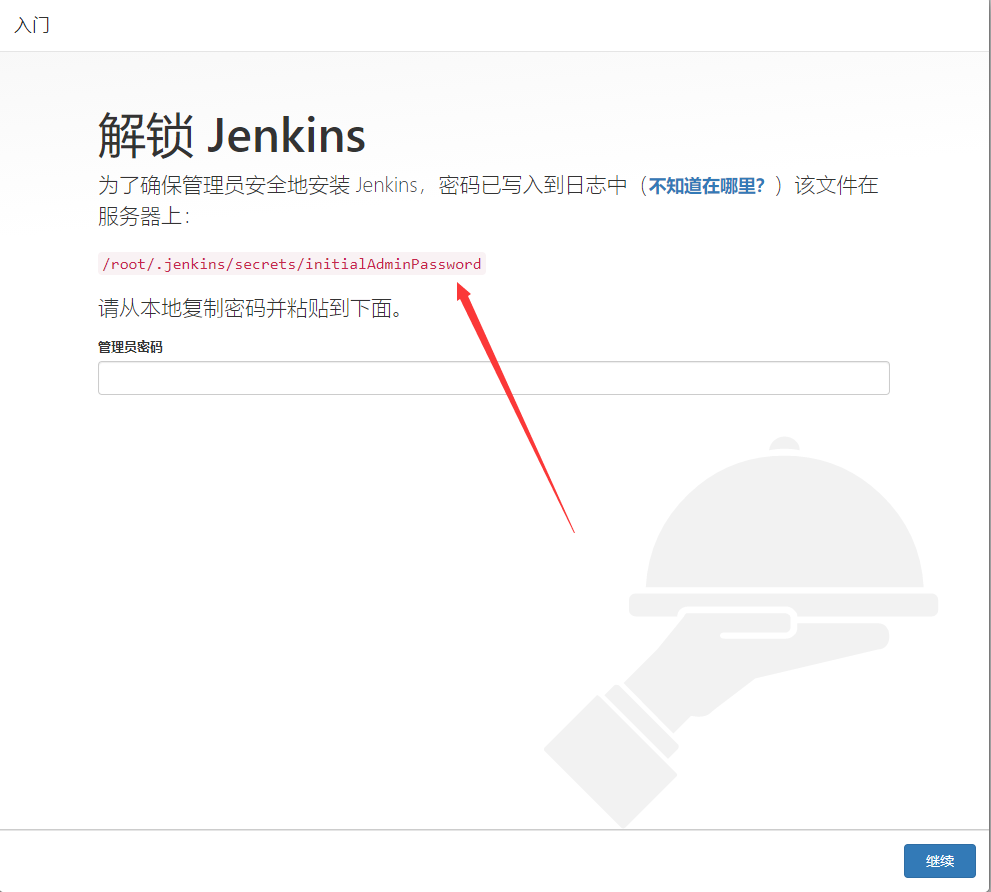 入门
解锁 Jenkins
为了确保管理员安全地安装 Jenkins，密码已写入到日志中（不知道在哪里？）该文件在
服务器上：
/root/.jenkins/secrets/initialAdminPassword
请从本地复制密码并粘贴到下面。
管理员密码
继续